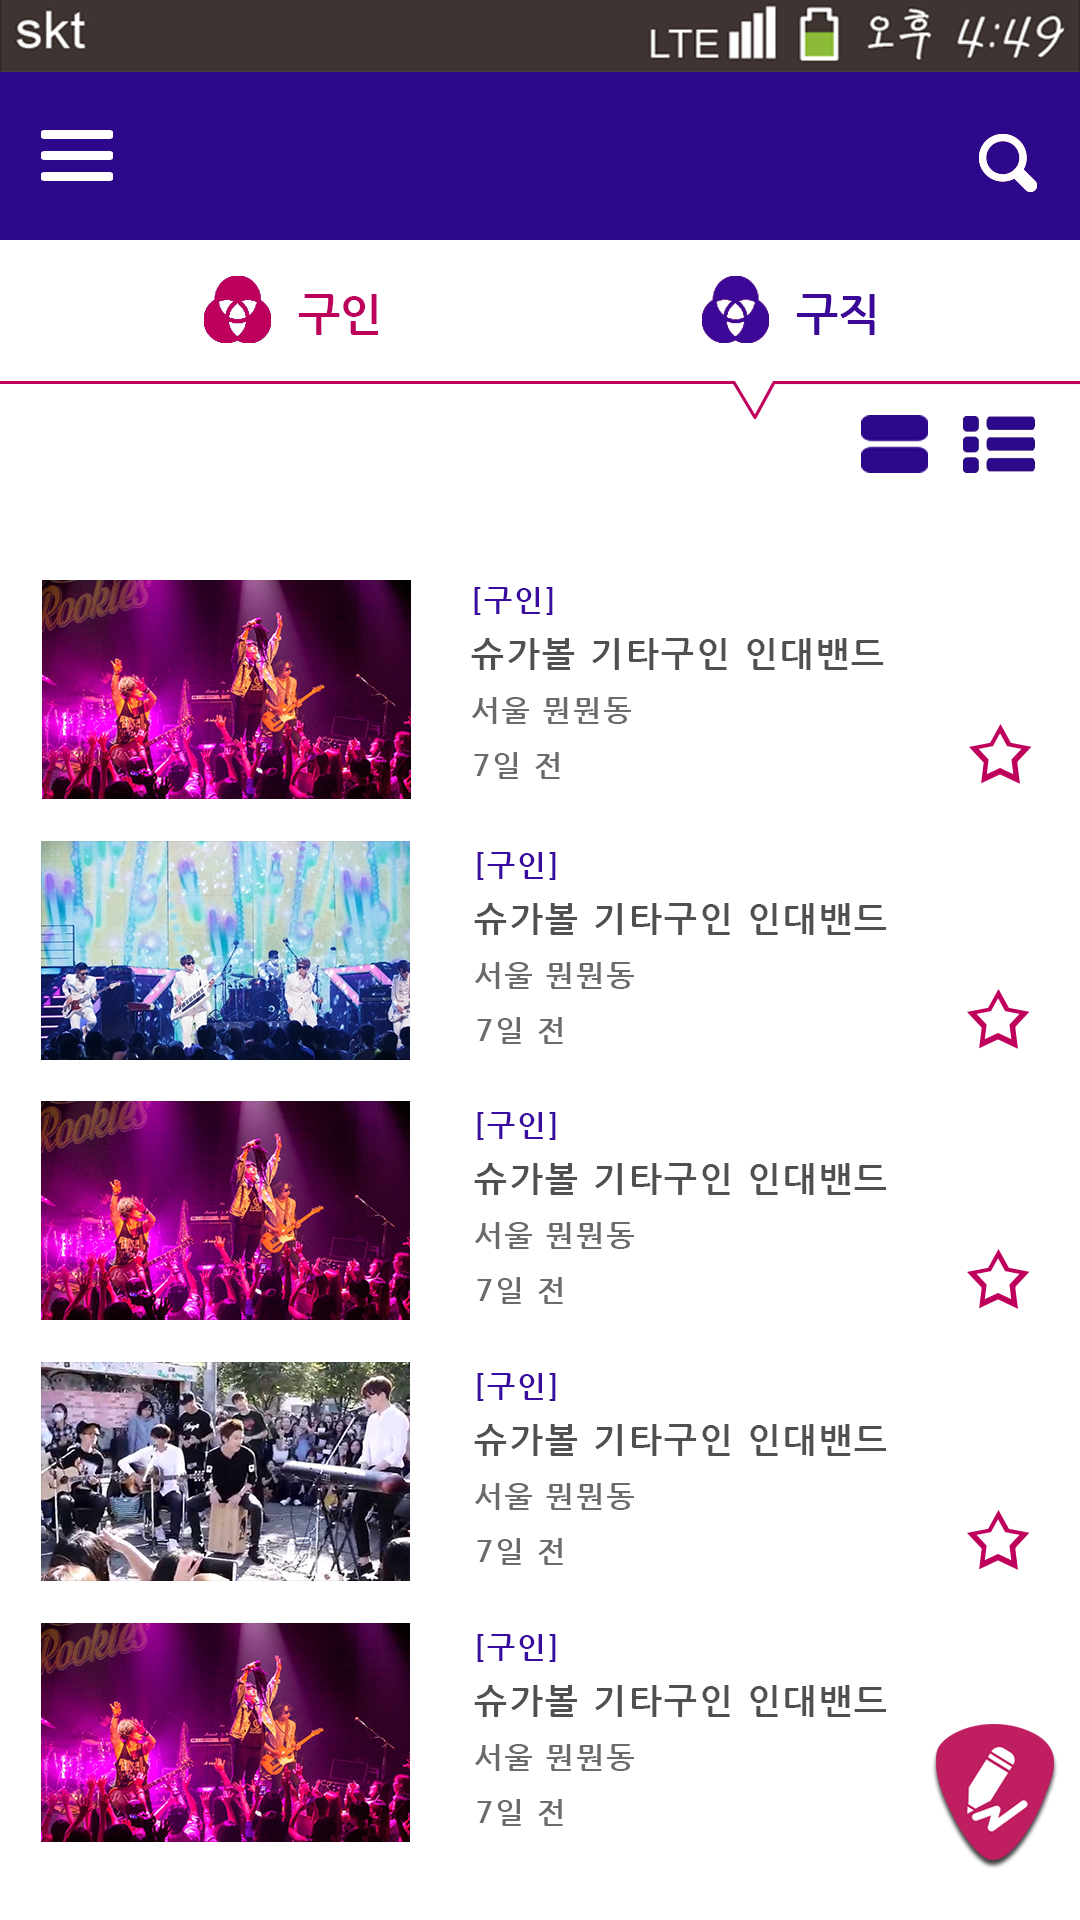 skt LTE 오후 4:49
구인 구직
Rookies
[구인]
슈가볼 기타구인 인대밴드
서울 뭔뭔동
7일 전
[구인]
슈가볼 기타구인 인대밴드
서울 뭔뭔동
7일 전
Rookies
[구인]
슈가볼 기타구인 인대밴드
서울 뭔뭔동
7일 전
[구인]
슈가볼 기타구인 인대밴드
서울 뭔뭔동
7일 전
Rookies
[구인]
슈가볼 기타구인 인대밴드
서울 뭔뭔동
7일 전